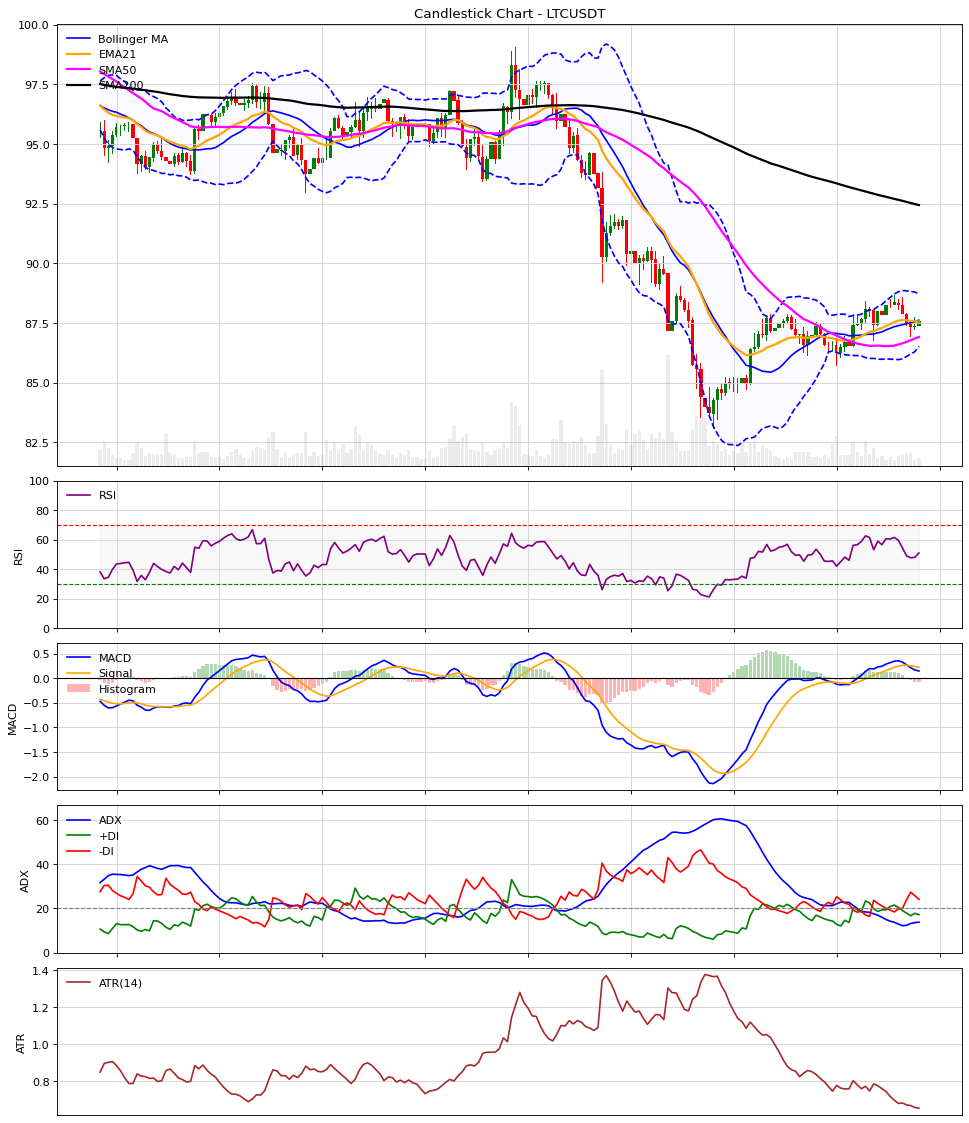 Candlestick Chart - LTCUSDT
100.0
97.5
95.0
92.5
90.0
87.5
85.0
82.5
Bollinger MA
EMA21
SMA50
SMA200
RSI
100
80
60
40
20
0
RSI
MACD
0.5
0.0
−0.5
−1.0
−1.5
−2.0
MACD
Signal
Histogram
ADX
60
40
20
0
ADX
+DI
-DI
ATR
1.4
1.2
1.0
0.8
ATR(14)